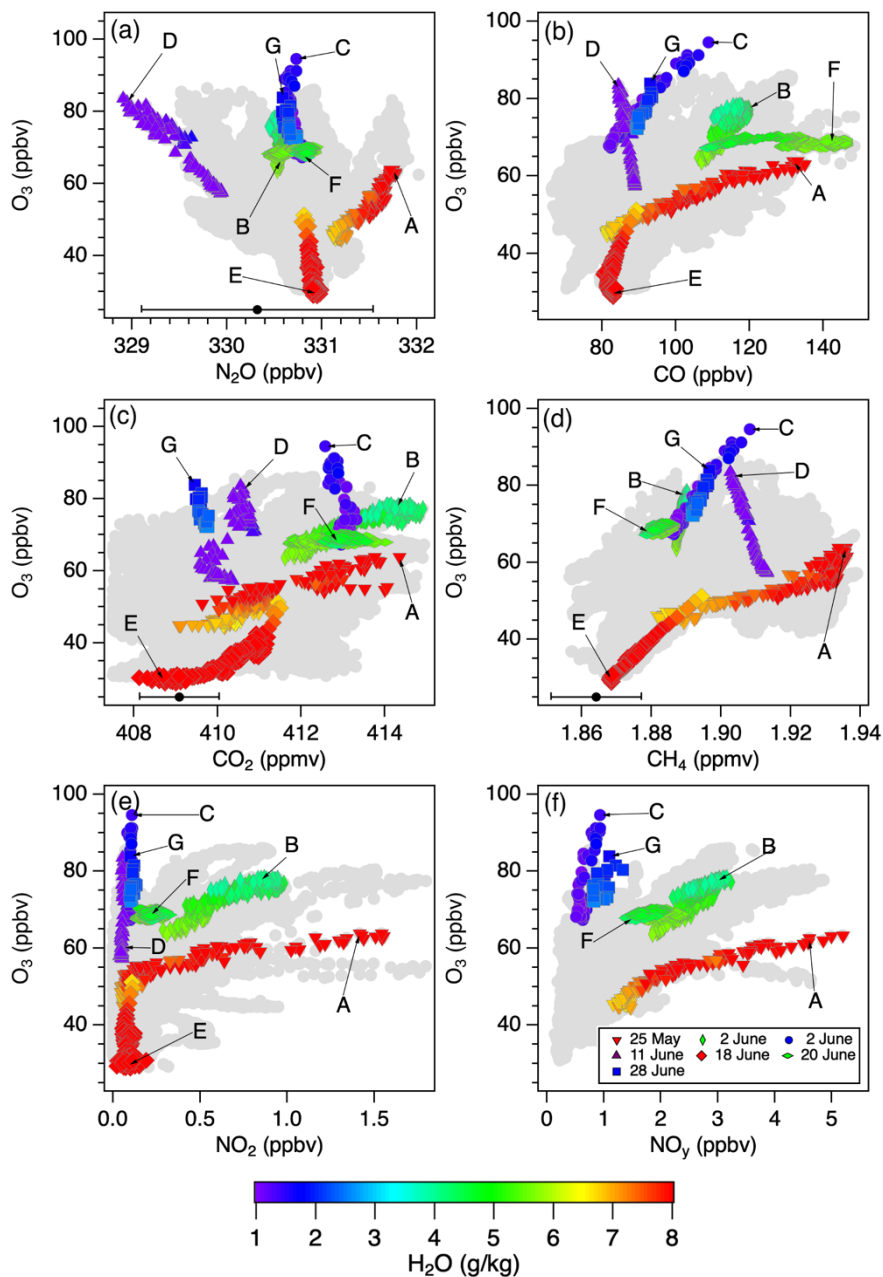 (a)
D
G
C
B
F
A
E
100
80
60
40
O₃ (ppbv)
329
330
331
332
N₂O (ppbv)
(b)
D
G
C
F
B
A
E
100
80
60
40
O₃ (ppbv)
80
100
120
140
CO (ppbv)
(c)
G
D
C
B
F
A
E
100
80
60
40
O₃ (ppbv)
408
410
412
414
CO₂ (ppmv)
(d)
G
C
B
D
F
A
E
100
80
60
40
O₃ (ppbv)
1.86
1.88
1.90
1.92
1.94
CH₄ (ppmv)
(e)
C
G
B
F
D
A
E
100
80
60
40
O₃ (ppbv)
0.0
0.5
1.0
1.5
NO₂ (ppbv)
(f)
C
G
B
F
A
100
80
60
40
O₃ (ppbv)
25 May 2 June 2 June
11 June 18 June 20 June
28 June
0
1
2
3
4
5
NOy (ppbv)
1 2 3 4 5 6 7 8
H₂O (g/kg)